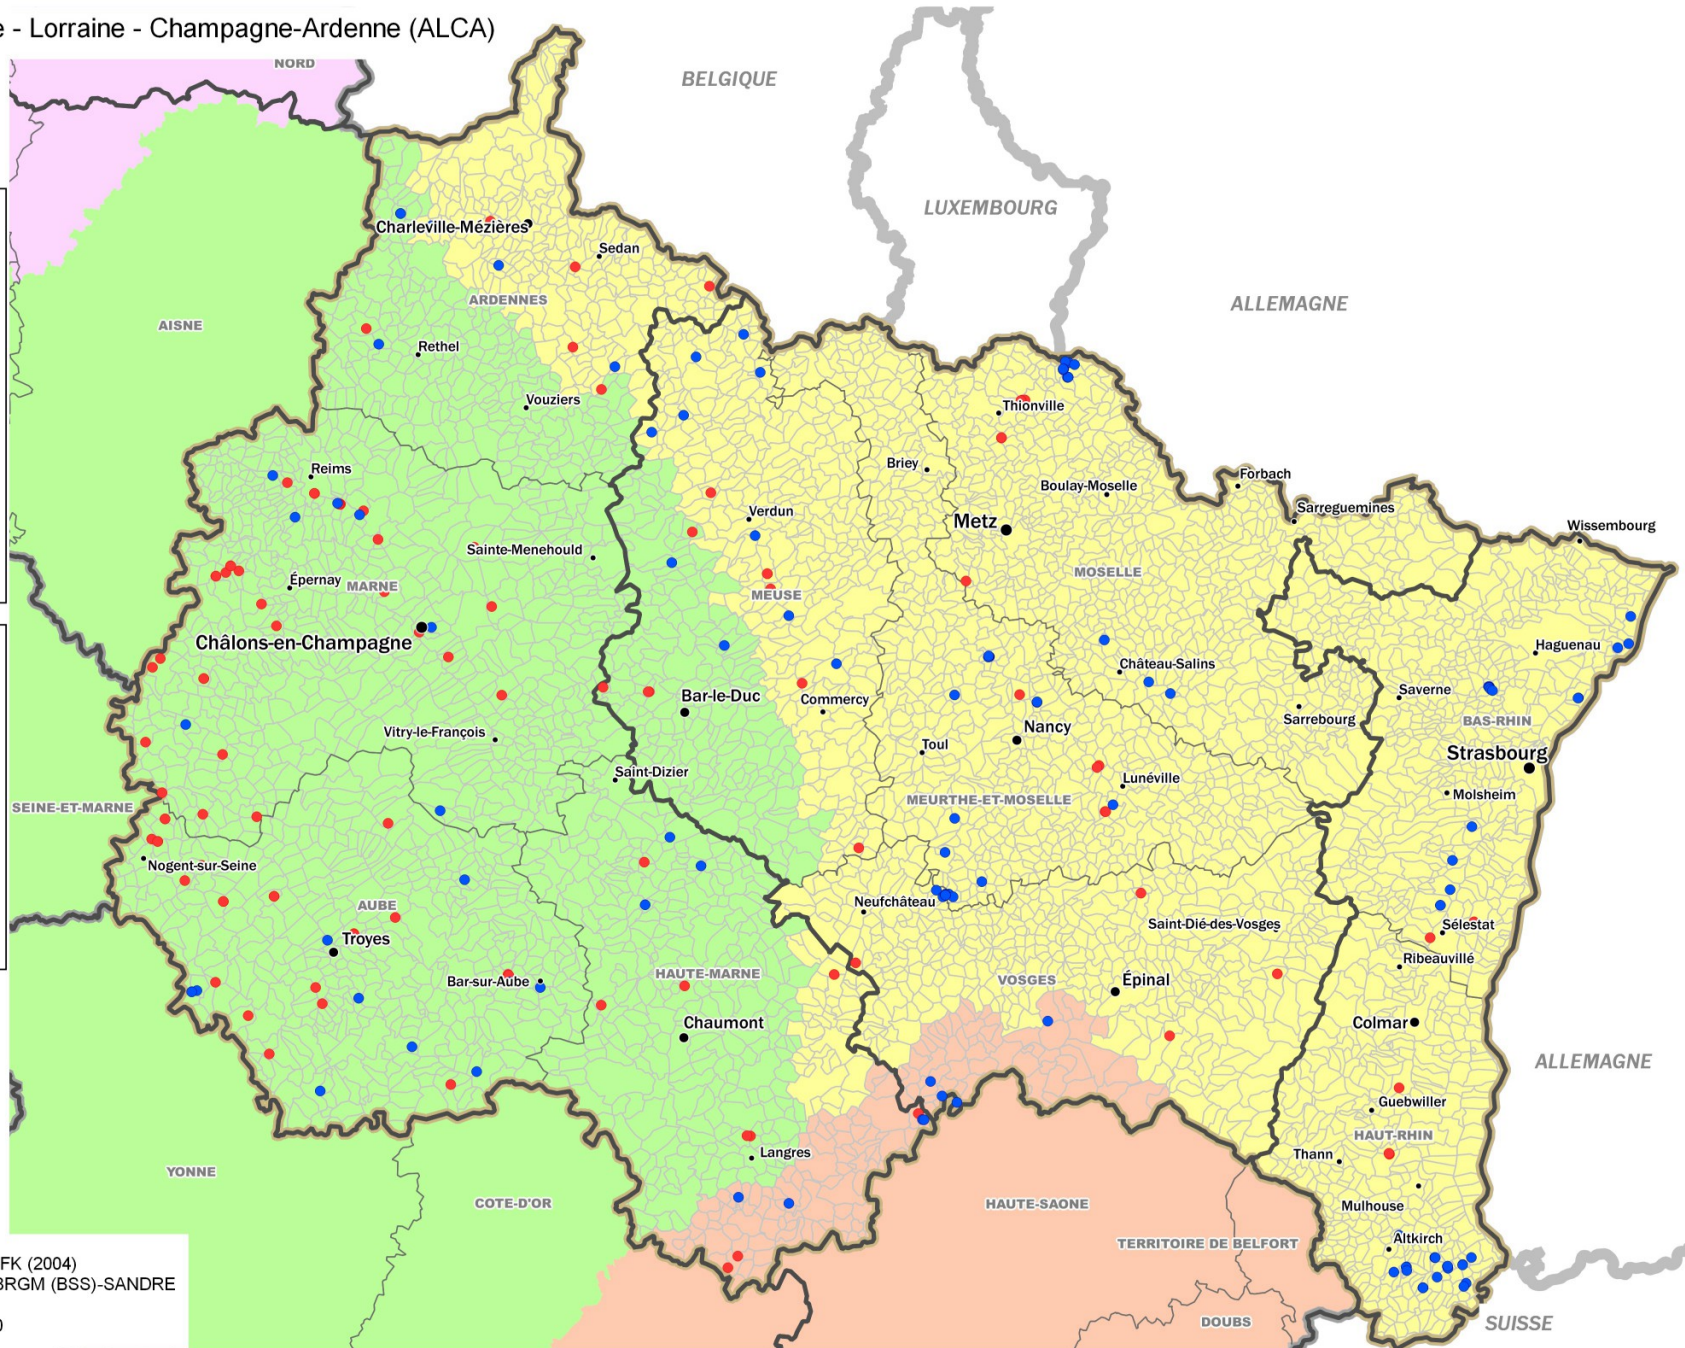 - Lorraine - Champagne-Ardenne (ALCA)
NORD
BELGIQUE
LUXEMBOURG
ALLEMAGNE
Charleville-Mézières
Sedan
ARDENNES
AISNE
Rethel
Vouziers
Thionville
Briey
Boulay-Moselle
Forbach
Reims
Sarreguemines
Verdun
Metz
Wissembourg
Sainte-Menehould
Épernay
MARNE
MOSELLE
MEUSE
Châlons-en-Champagne
Haguenau
Château-Salins
Bar-le-Duc
Commercy
Saverne
Sarrebourg
BAS-RHIN
Vitry-le-François
Nancy
Toul
Strasbourg
Saint-Dizier
Lunéville
SEINE-ET-MARNE
MEURTHE-ET-MOSELLE
Molsheim
Nogent-sur-Seine
Neufchâteau
AUBE
Saint-Dié-des-Vosges
Sélestat
Troyes
Ribeauvillé
Bar-sur-Aube
HAUTE-MARNE
VOSGES
Épinal
Chaumont
Colmar
ALLEMAGNE
Guebwiller
HAUT-RHIN
Langres
Thann
YONNE
COTE-D'OR
HAUTE-SAONE
Mulhouse
TERRITOIRE DE BELFORT
Altkirch
FK (2004)
BRGM (BSS)-SANDRE
DOUBS
SUISSE